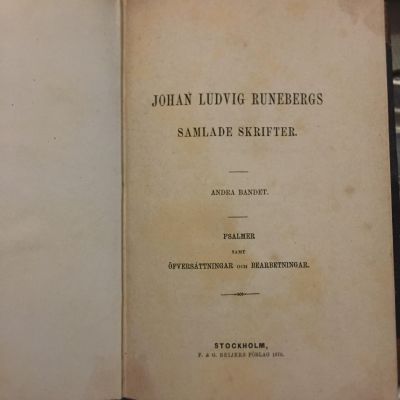 JOHAN LUDVIG RUNEBERGS
SAMLADE SKRIFTER.
ANDRA BANDET.
PSALMER
SAMT
ÖFVERSÄTTNINGAR OCH BEARBETNINGAR.
STOCKHOLM,
F. & G. BEIJERS FÖRLAG